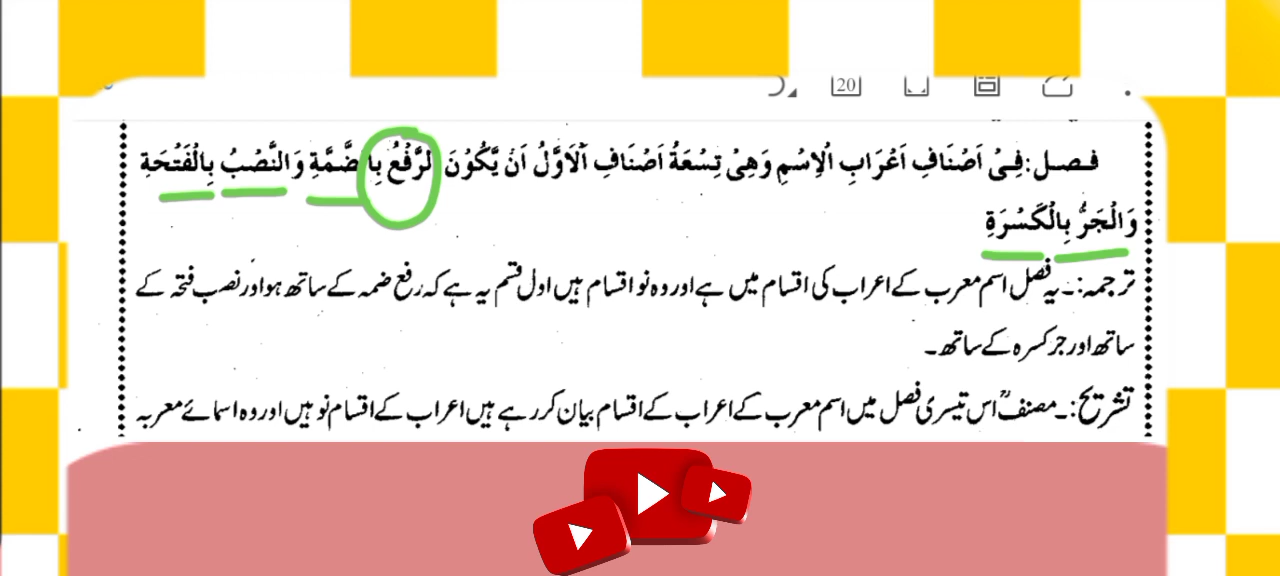 20
فصل: فِیْ اَصْنَافِ اَعْرَابِ الْاِسْمِ وَهِیَ تِسْعَةُ اَصْنَافِ اَلْاَوَّلُ اَنْ يَّكُوْنَ الرَّفْعُ بِالضَّمَّةِ وَالنَّصْبُ بِالْفَتْحَةِ
وَالْجَرُّ بِالْكَسْرَةِ
ترجمہ:۔ یہ فصل اسم معرب کے اعراب کی اقسام میں ہے اور وہ نو اقسام ہیں اول قسم یہ ہے کہ رفع ضمہ کے ساتھ ہو اور نصب فتحہ کے
ساتھ اور جر کسرہ کے ساتھ۔
تشریح:۔ مصنفؒ اس تیسری فصل میں اسم معرب کے اعراب کے اقسام بیان کر رہے ہیں اعراب کے اقسام نو ہیں اور وہ اسمائے معربہ